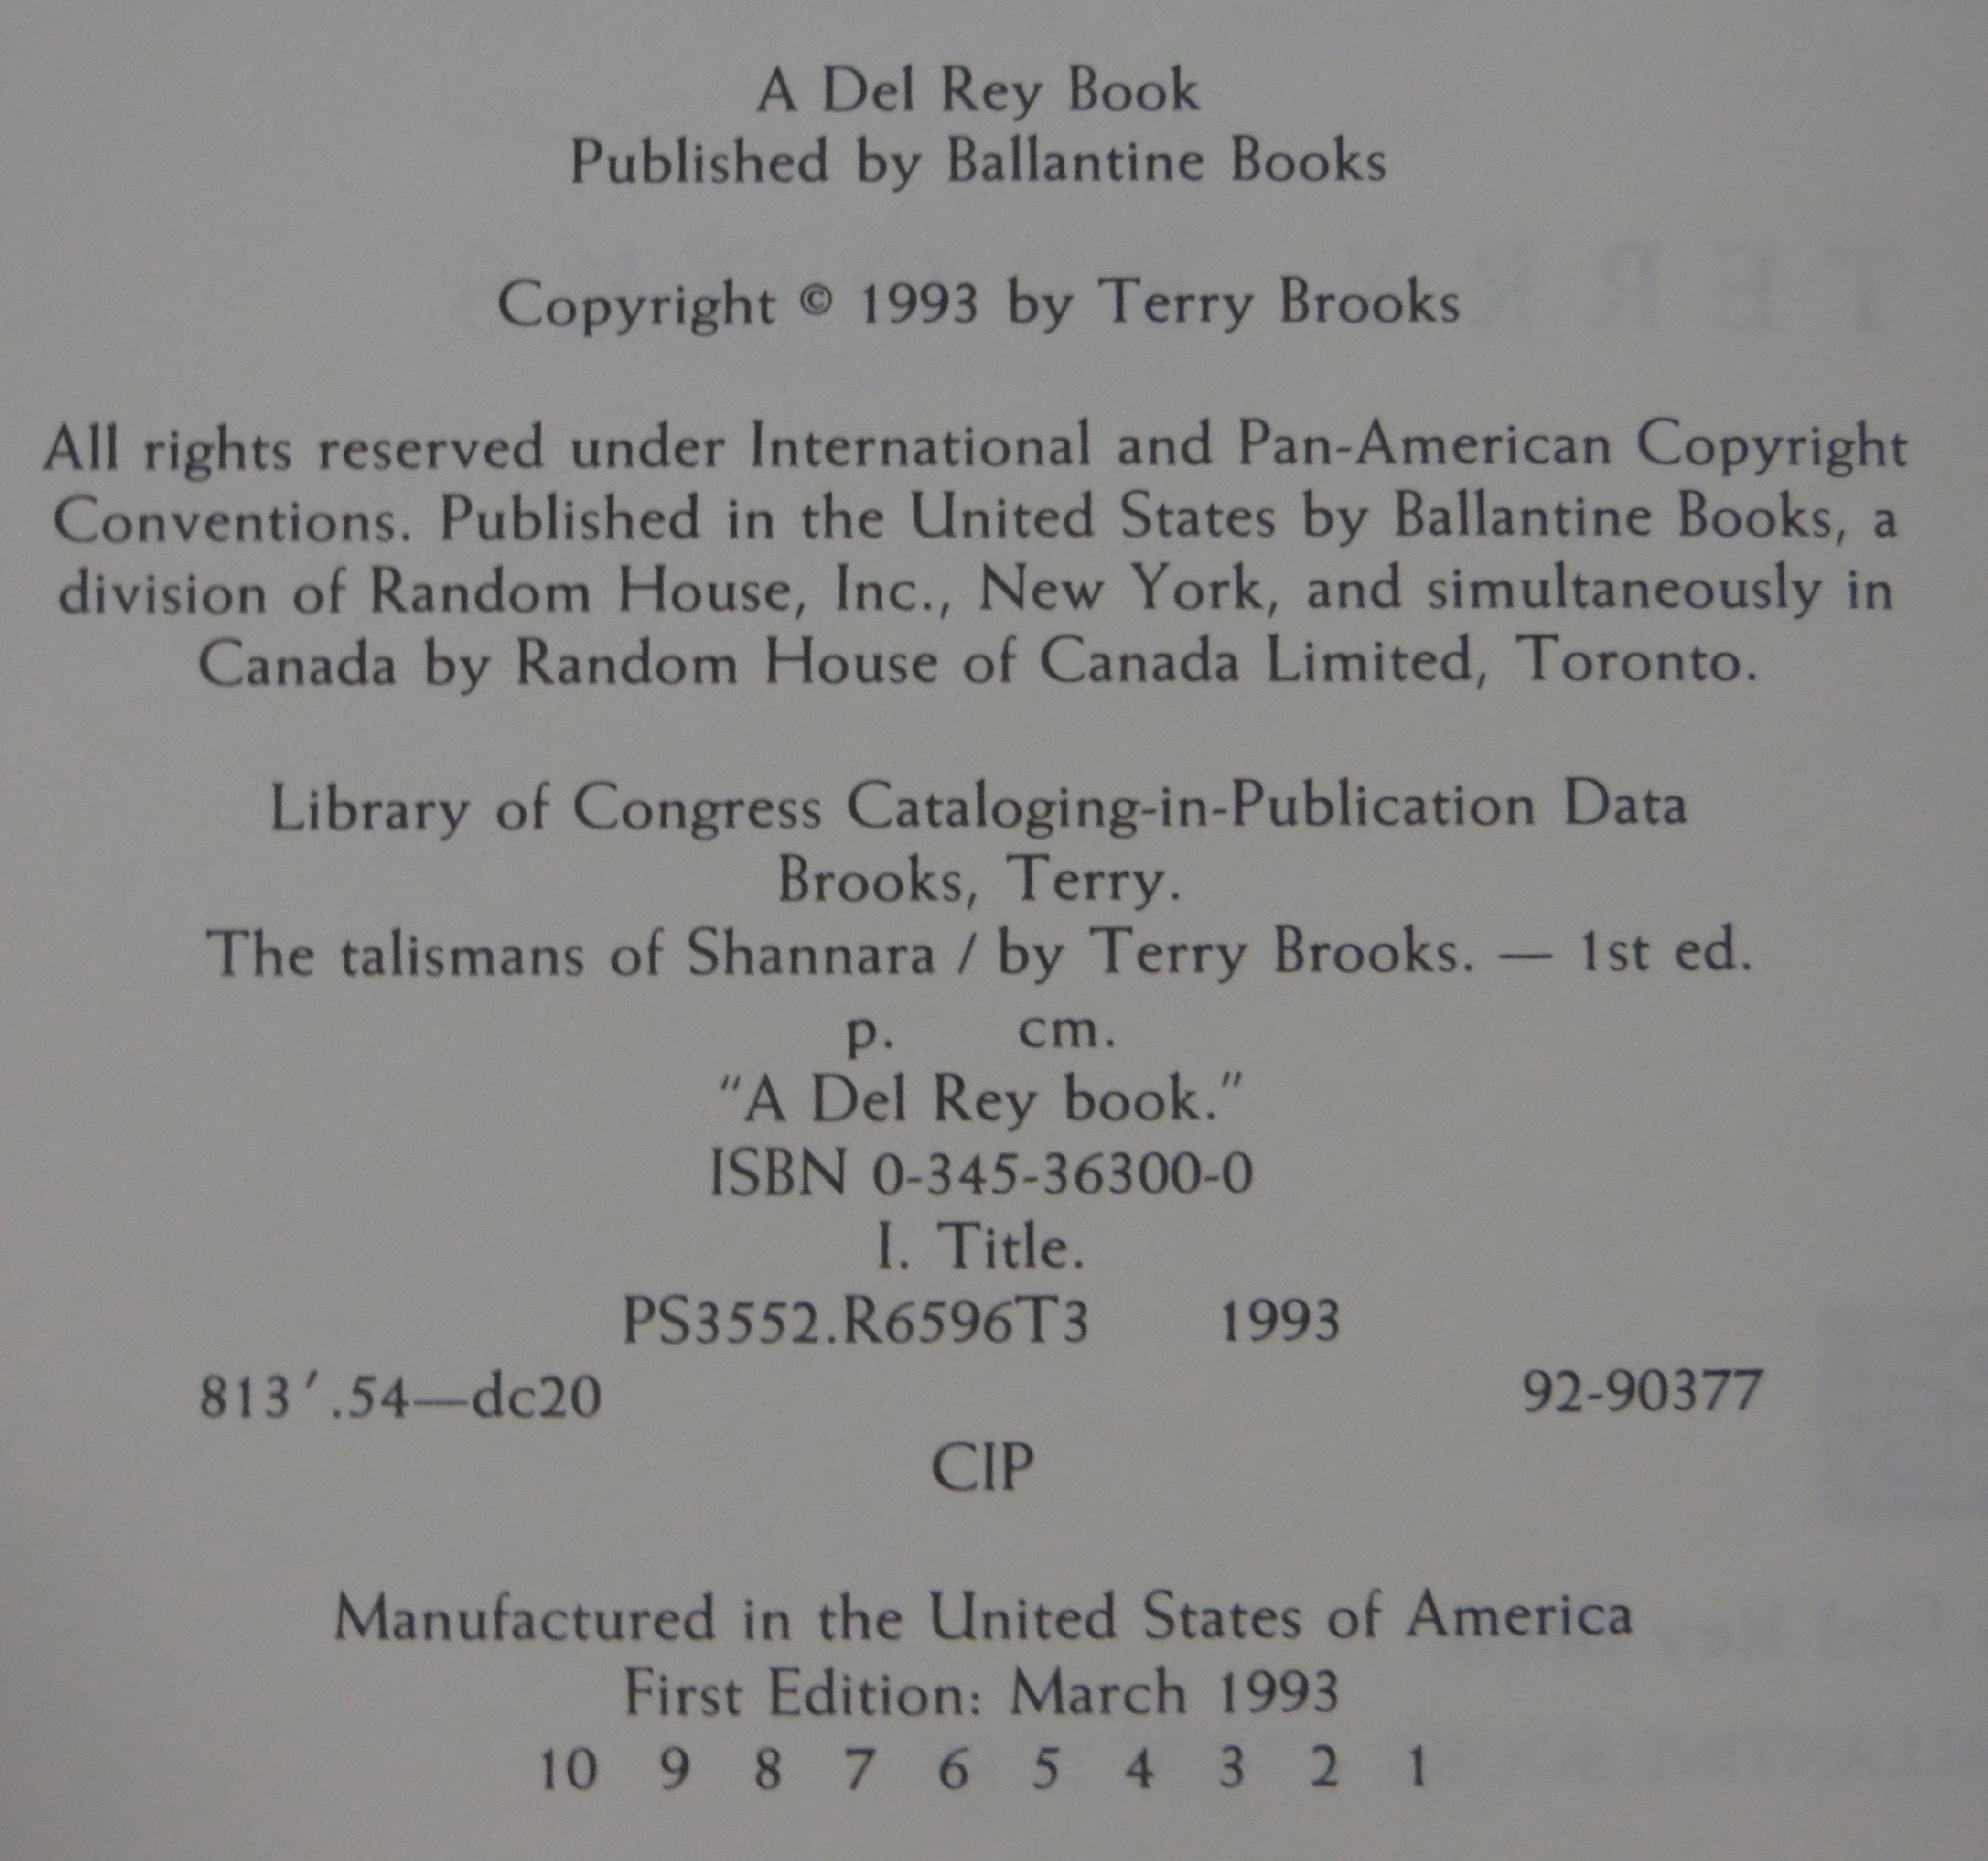 A Del Rey Book
Published by Ballantine Books
Copyright © 1993 by Terry Brooks
All rights reserved under International and Pan-American Copyright
Conventions. Published in the United States by Ballantine Books, a
division of Random House, Inc., New York, and simultaneously in
Canada by Random House of Canada Limited, Toronto.
Library of Congress Cataloging-in-Publication Data
Brooks, Terry.
The talismans of Shannara / by Terry Brooks. — 1st ed.
p. cm.
"A Del Rey book."
ISBN 0-345-36300-0
I. Title.
PS3552.R6596T3 1993
813′.54—dc20 92-90377
CIP
Manufactured in the United States of America
First Edition: March 1993
10 9 8 7 6 5 4 3 2 1